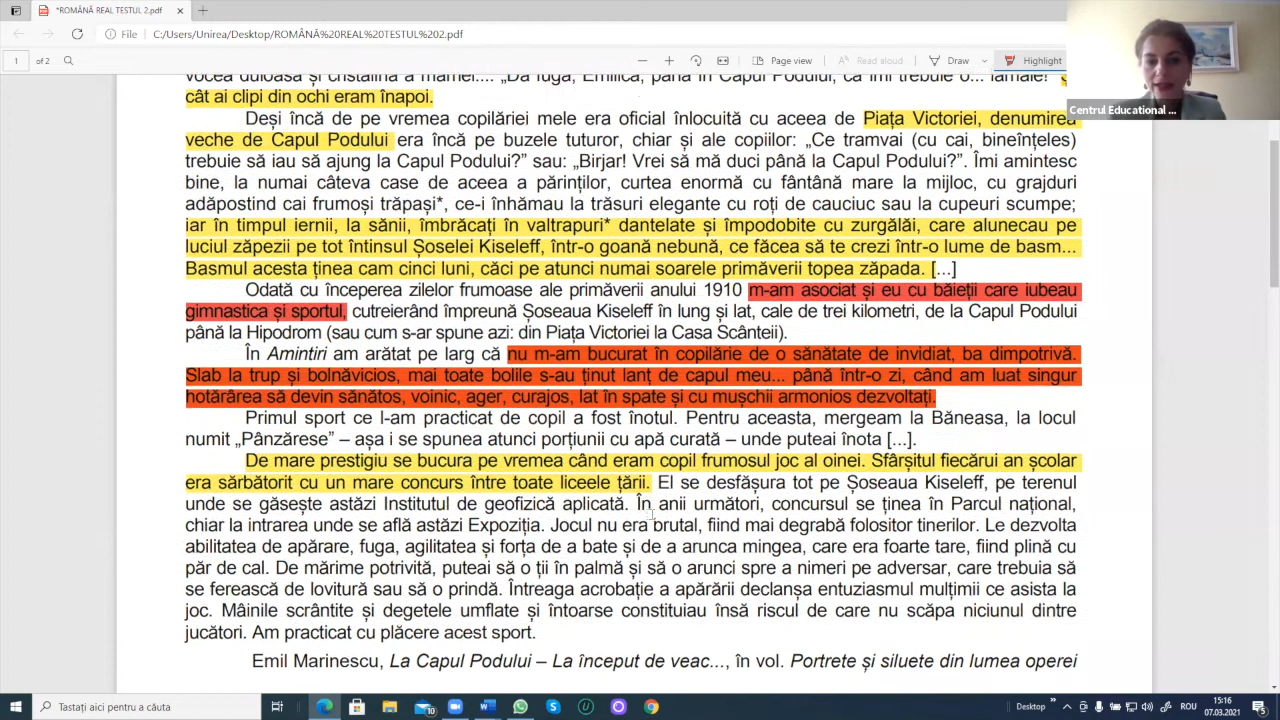 *ROMÂNĂ REAL TESTUL 2.pdf
File C:/Users/Unirea/Desktop/ROMÂNĂ%20REAL%20TESTUL%202.pdf
1 of 2 Page view Read aloud Draw Highlight
Centrul Educational ...
vocea duioasă și cristalină a mamei.... „Dă fuga, Emilică, până în Capul Podului, că îmi trebuie o... lămâie!”
cât ai clipi din ochi eram înapoi.
Deși încă de pe vremea copilăriei mele era oficial înlocuită cu aceea de Piața Victoriei, denumirea
veche de Capul Podului era încă pe buzele tuturor, chiar și ale copiilor: „Ce tramvai (cu cai, bineînțeles)
trebuie să iau să ajung la Capul Podului?” sau: „Birjar! Vrei să mă duci până la Capul Podului?”. Îmi amintesc
bine, la numai câteva case de aceea a părinților, curtea enormă cu fântână mare la mijloc, cu grajduri
adăpostind cai frumoși trăpași*, ce-i înhămau la trăsuri elegante cu roți de cauciuc sau la cupeuri scumpe;
iar în timpul iernii, la sănii, îmbrăcați în valtrapuri* dantelate și împodobite cu zurgălăi, care alunecau pe
luciul zăpezii pe tot întinsul Șoselei Kiseleff, într-o goană nebună, ce făcea să te crezi într-o lume de basm...
Basmul acesta ținea cam cinci luni, căci pe atunci numai soarele primăverii topea zăpada. [...]
Odată cu începerea zilelor frumoase ale primăverii anului 1910 m-am asociat și eu cu băieții care iubeau
gimnastica și sportul, cutreierând împreună Șoseaua Kiseleff în lung și lat, cale de trei kilometri, de la Capul Podului
până la Hipodrom (sau cum s-ar spune azi: din Piața Victoriei la Casa Scânteii).
În Amintiri am arătat pe larg că nu m-am bucurat în copilărie de o sănătate de invidiat, ba dimpotrivă.
Slab la trup și bolnăvicios, mai toate bolile s-au ținut lanț de capul meu... până într-o zi, când am luat singur
hotărârea să devin sănătos, voinic, ager, curajos, lat în spate și cu mușchii armonios dezvoltați.
Primul sport ce l-am practicat de copil a fost înotul. Pentru aceasta, mergeam la Băneasa, la locul
numit „Pânzărese” – așa i se spunea atunci porțiunii cu apă curată – unde puteai înota [...].
De mare prestigiu se bucura pe vremea când eram copil frumosul joc al oinei. Sfârșitul fiecărui an școlar
era sărbătorit cu un mare concurs între toate liceele țării. El se desfășura tot pe Șoseaua Kiseleff, pe terenul
unde se găsește astăzi Institutul de geofizică aplicată. În anii următori, concursul se ținea în Parcul național,
chiar la intrarea unde se află astăzi Expoziția. Jocul nu era brutal, fiind mai degrabă folositor tinerilor. Le dezvolta
abilitatea de apărare, fuga, agilitatea și forța de a bate și de a arunca mingea, care era foarte tare, fiind plină cu
păr de cal. De mărime potrivită, puteai să o ții în palmă și să o arunci spre a nimeri pe adversar, care trebuia să
se ferească de lovitură sau să o prindă. Întreaga acrobație a apărării declanșa entuziasmul mulțimii ce asista la
joc. Mâinile scrântite și degetele umflate și întoarse constituiau însă riscul de care nu scăpa niciunul dintre
jucători. Am practicat cu plăcere acest sport.
Emil Marinescu, La Capul Podului – La început de veac..., în vol. Portrete și siluete din lumea operei
Tastați aici pentru a căuta
10
Desktop
ROU
15:16
07.03.2021
5